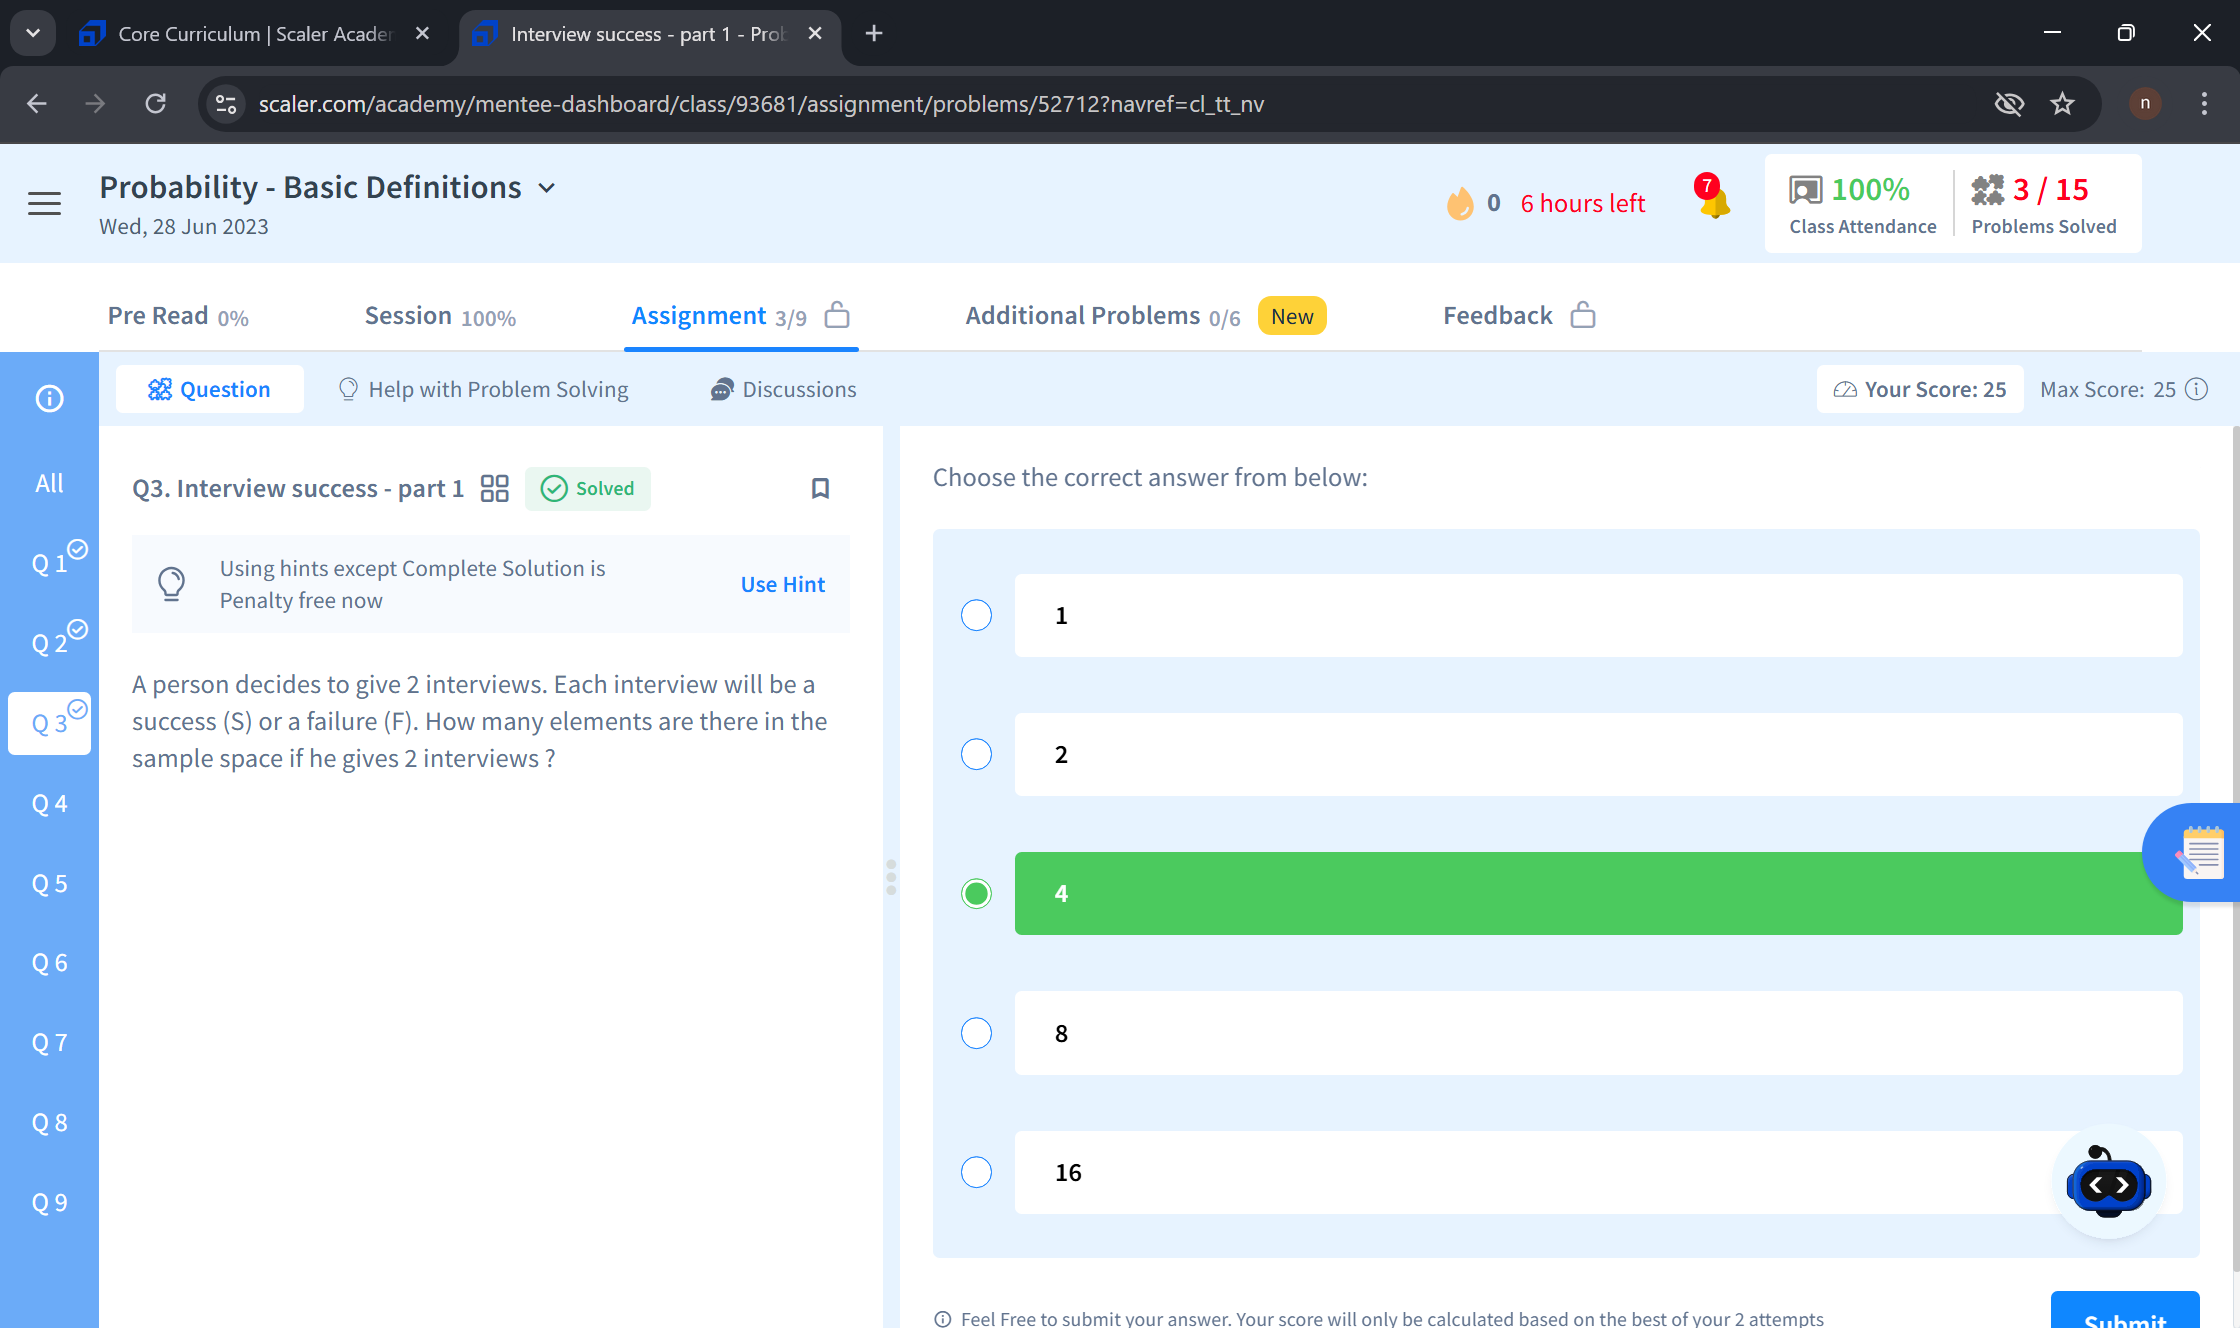 Core Curriculum | Scaler Acader
Interview success - part 1 - Prob
scaler.com/academy/mentee-dashboard/class/93681/assignment/problems/52712?navref=cl_tt_nv
n
Probability - Basic Definitions
Wed, 28 Jun 2023
0
6 hours left
7
100%
Class Attendance
3 / 15
Problems Solved
Pre Read 0%
Session 100%
Assignment 3/9
Additional Problems 0/6 New
Feedback
Question
Help with Problem Solving
Discussions
Your Score: 25
Max Score: 25
All
Q 1
Q 2
Q 3
Q 4
Q 5
Q 6
Q 7
Q 8
Q 9
Q3. Interview success - part 1
Solved
Using hints except Complete Solution is
Penalty free now
Use Hint
A person decides to give 2 interviews. Each interview will be a
success (S) or a failure (F). How many elements are there in the
sample space if he gives 2 interviews ?
Choose the correct answer from below:
1
2
4
8
16
Feel Free to submit your answer. Your score will only be calculated based on the best of your 2 attempts
Submit